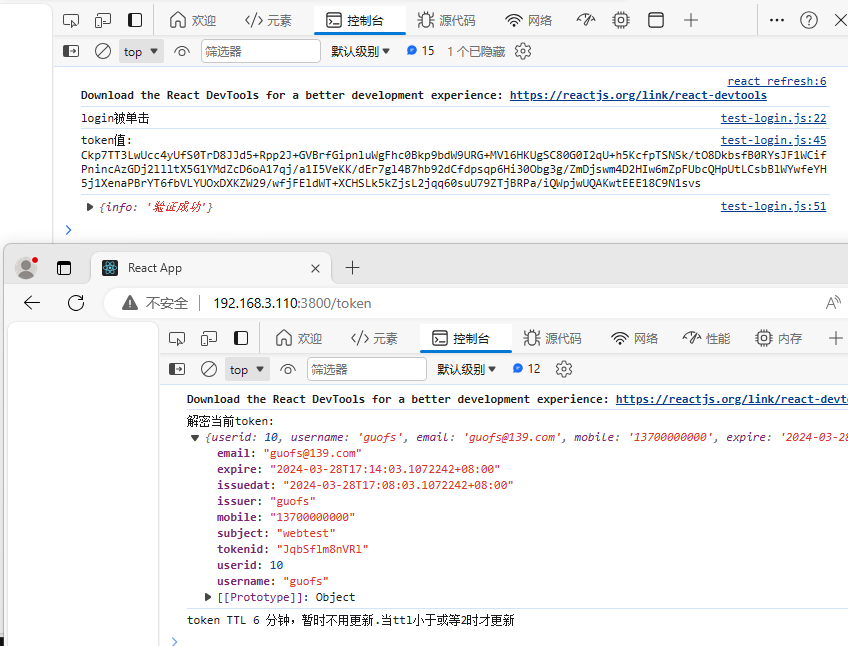 欢迎 元素 控制台 源代码 网络
top 筛选器 默认级别 15 1 个已隐藏
react refresh:6
Download the React DevTools for a better development experience: https://reactjs.org/link/react-devtools
login被单击 test-login.js:22
token值: test-login.js:45
Ckp7TT3LwUcc4yUfS0TrD8JJd5+Rpp2J+GVBrfGipnluWgFhc0Bkp9bdW9URG+MVl6HKUgSC80G0I2qU+h5KcfpTSNSk/tO8DkbsfB0RYsJF1WCif
PnincAzGDj2llltX5G1YMdZcD6oA17qj/a1I5VeKK/dEr7gl4B7hb92dCfdpsqp6Hi30Obg3g/ZmDjswm4D2HIw6mZpFUbcQHpUtLCsbBlWYwfeYH
5j1XenaPBrYT6fbVLYUOxDXKZW29/wfjFEldWT+XCHSLk5kZjsL2jqq60suU79ZTjBRPa/iQWpjwUQAKwtEEE18C9N1svs
{info: '验证成功'} test-login.js:51
React App
不安全 192.168.3.110:3800/token
欢迎 元素 控制台 源代码 网络 性能 内存
top 筛选器 默认级别 12
Download the React DevTools for a better development experience: https://reactjs.org/link/react-devt
解密当前token:
{userid: 10, username: 'guofs', email: 'guofs@139.com', mobile: '13700000000', expire: '2024-03-28
email: "guofs@139.com"
expire: "2024-03-28T17:14:03.1072242+08:00"
issuedat: "2024-03-28T17:08:03.1072242+08:00"
issuer: "guofs"
mobile: "13700000000"
subject: "webtest"
tokenid: "JqbSflm8nVRl"
userid: 10
username: "guofs"
[[Prototype]]: Object
token TTL 6 分钟，暂时不用更新.当ttl小于或等2时才更新